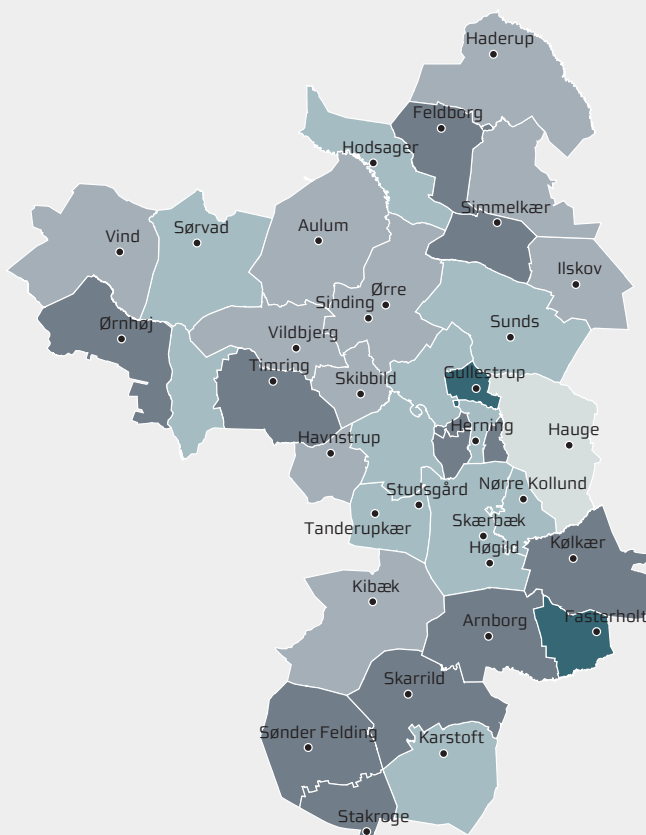 Haderup
Feldborg
Hodsager
Simmelkær
Sørvad
Aulum
Vind
Ilskov
Ørre
Sinding
Sunds
Ørnhøj
Vildbjerg
Timring
Gullestrup
Skibbild
Herning
Hauge
Havnstrup
Nørre Kollund
Studsgård
Skærbæk
Tanderupkær
Kølkær
Høgild
Kibæk
Fasterholt
Arnborg
Skarrild
Sønder Felding
Karstoft
Stakroge